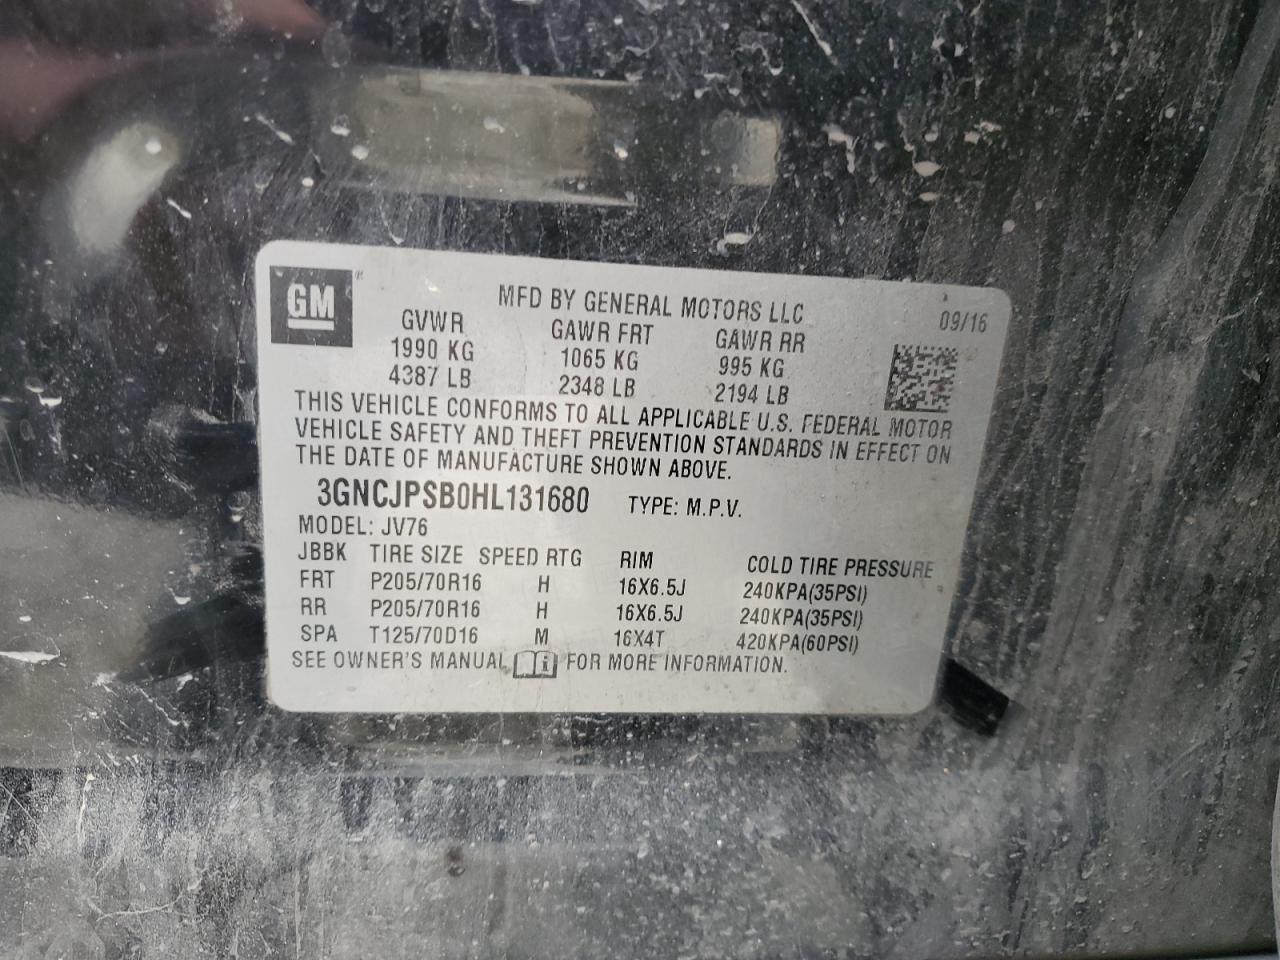 GM
MFD BY GENERAL MOTORS LLC
09/16
GVWR GAWR FRT GAWR RR
1990 KG 1065 KG 995 KG
4387 LB 2348 LB 2194 LB
THIS VEHICLE CONFORMS TO ALL APPLICABLE U.S. FEDERAL MOTOR
VEHICLE SAFETY AND THEFT PREVENTION STANDARDS IN EFFECT ON
THE DATE OF MANUFACTURE SHOWN ABOVE.
3GNCJPSB0HL131680 TYPE: M.P.V.
MODEL: JV76
JBBK TIRE SIZE SPEED RTG RIM COLD TIRE PRESSURE
FRT P205/70R16 H 16X6.5J 240KPA(35PSI)
RR P205/70R16 H 16X6.5J 240KPA(35PSI)
SPA T125/70D16 M 16X4T 420KPA(60PSI)
SEE OWNER'S MANUAL FOR MORE INFORMATION.